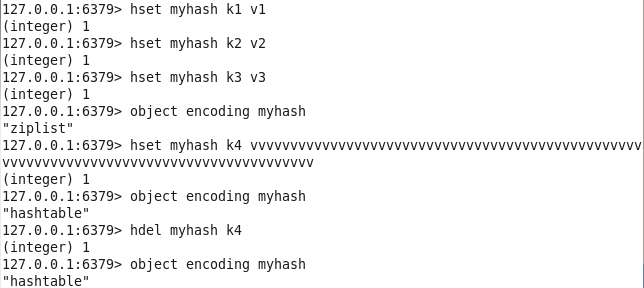 127.0.0.1:6379> hset myhash k1 v1
(integer) 1
127.0.0.1:6379> hset myhash k2 v2
(integer) 1
127.0.0.1:6379> hset myhash k3 v3
(integer) 1
127.0.0.1:6379> object encoding myhash
"ziplist"
127.0.0.1:6379> hset myhash k4 vvvvvvvvvvvvvvvvvvvvvvvvvvvvvvvvvvvvvvvvvvvvvvvvv
vvvvvvvvvvvvvvvvvvvvvvvvvvvvvvvvvvvvvvv
(integer) 1
127.0.0.1:6379> object encoding myhash
"hashtable"
127.0.0.1:6379> hdel myhash k4
(integer) 1
127.0.0.1:6379> object encoding myhash
"hashtable"